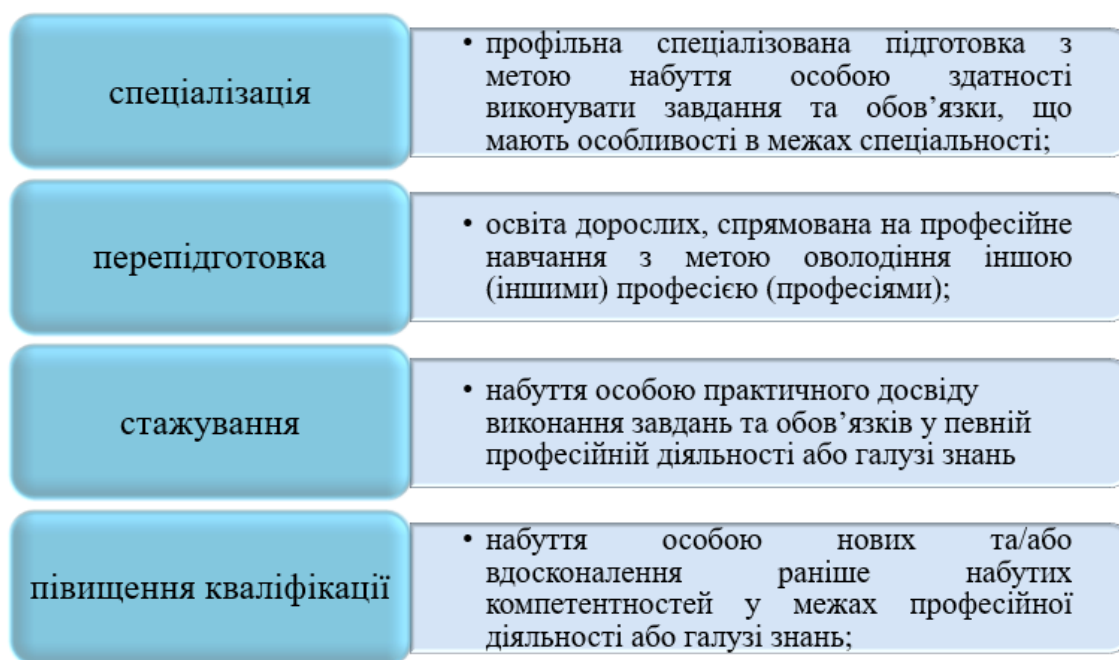 спеціалізація
• профільна спеціалізована підготовка з
метою набуття особою здатності
виконувати завдання та обов’язки, що
мають особливості в межах спеціальності;
перепідготовка
• освіта дорослих, спрямована на професійне
навчання з метою оволодіння іншою
(іншими) професією (професіями);
стажування
• набуття особою практичного досвіду
виконання завдань та обов’язків у певній
професійній діяльності або галузі знань
півищення кваліфікації
• набуття особою нових та/або
вдосконалення раніше набутих
компетентностей у межах професійної
діяльності або галузі знань;